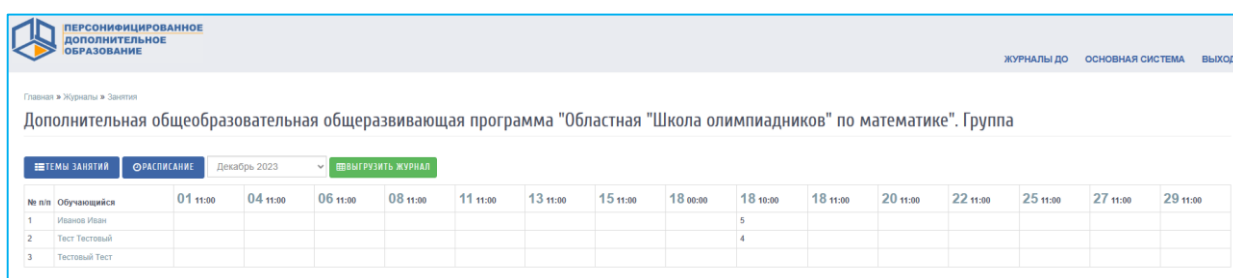 ПЕРСОНИФИЦИРОВАННОЕ
ДОПОЛНИТЕЛЬНОЕ
ОБРАЗОВАНИЕ
ЖУРНАЛЫ ДО ОСНОВНАЯ СИСТЕМА ВЫХОД
Главная » Журналы » Занятия
Дополнительная общеобразовательная общеразвивающая программа "Областная "Школа олимпиадников" по математике". Группа
ТЕМЫ ЗАНЯТИЙ РАСПИСАНИЕ Декабрь 2023 ВЫГРУЗИТЬ ЖУРНАЛ
№ п/п Обучающийся 01 11:00 04 11:00 06 11:00 08 11:00 11 11:00 13 11:00 15 11:00 18 00:00 18 10:00 18 11:00 20 11:00 22 11:00 25 11:00 27 11:00 29 11:00
1 Иванов Иван 5
2 Тест Тестовый 4
3 Тестовый Тест